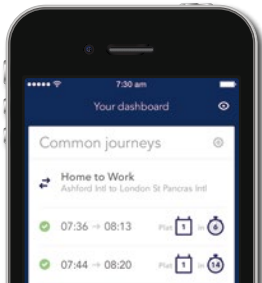 7:30 am
Your dashboard
Common journeys
Home to Work
Ashford Intl to London St Pancras Intl
07:36 → 08:13 Plat 1 in 6
07:44 → 08:20 Plat 1 in 14